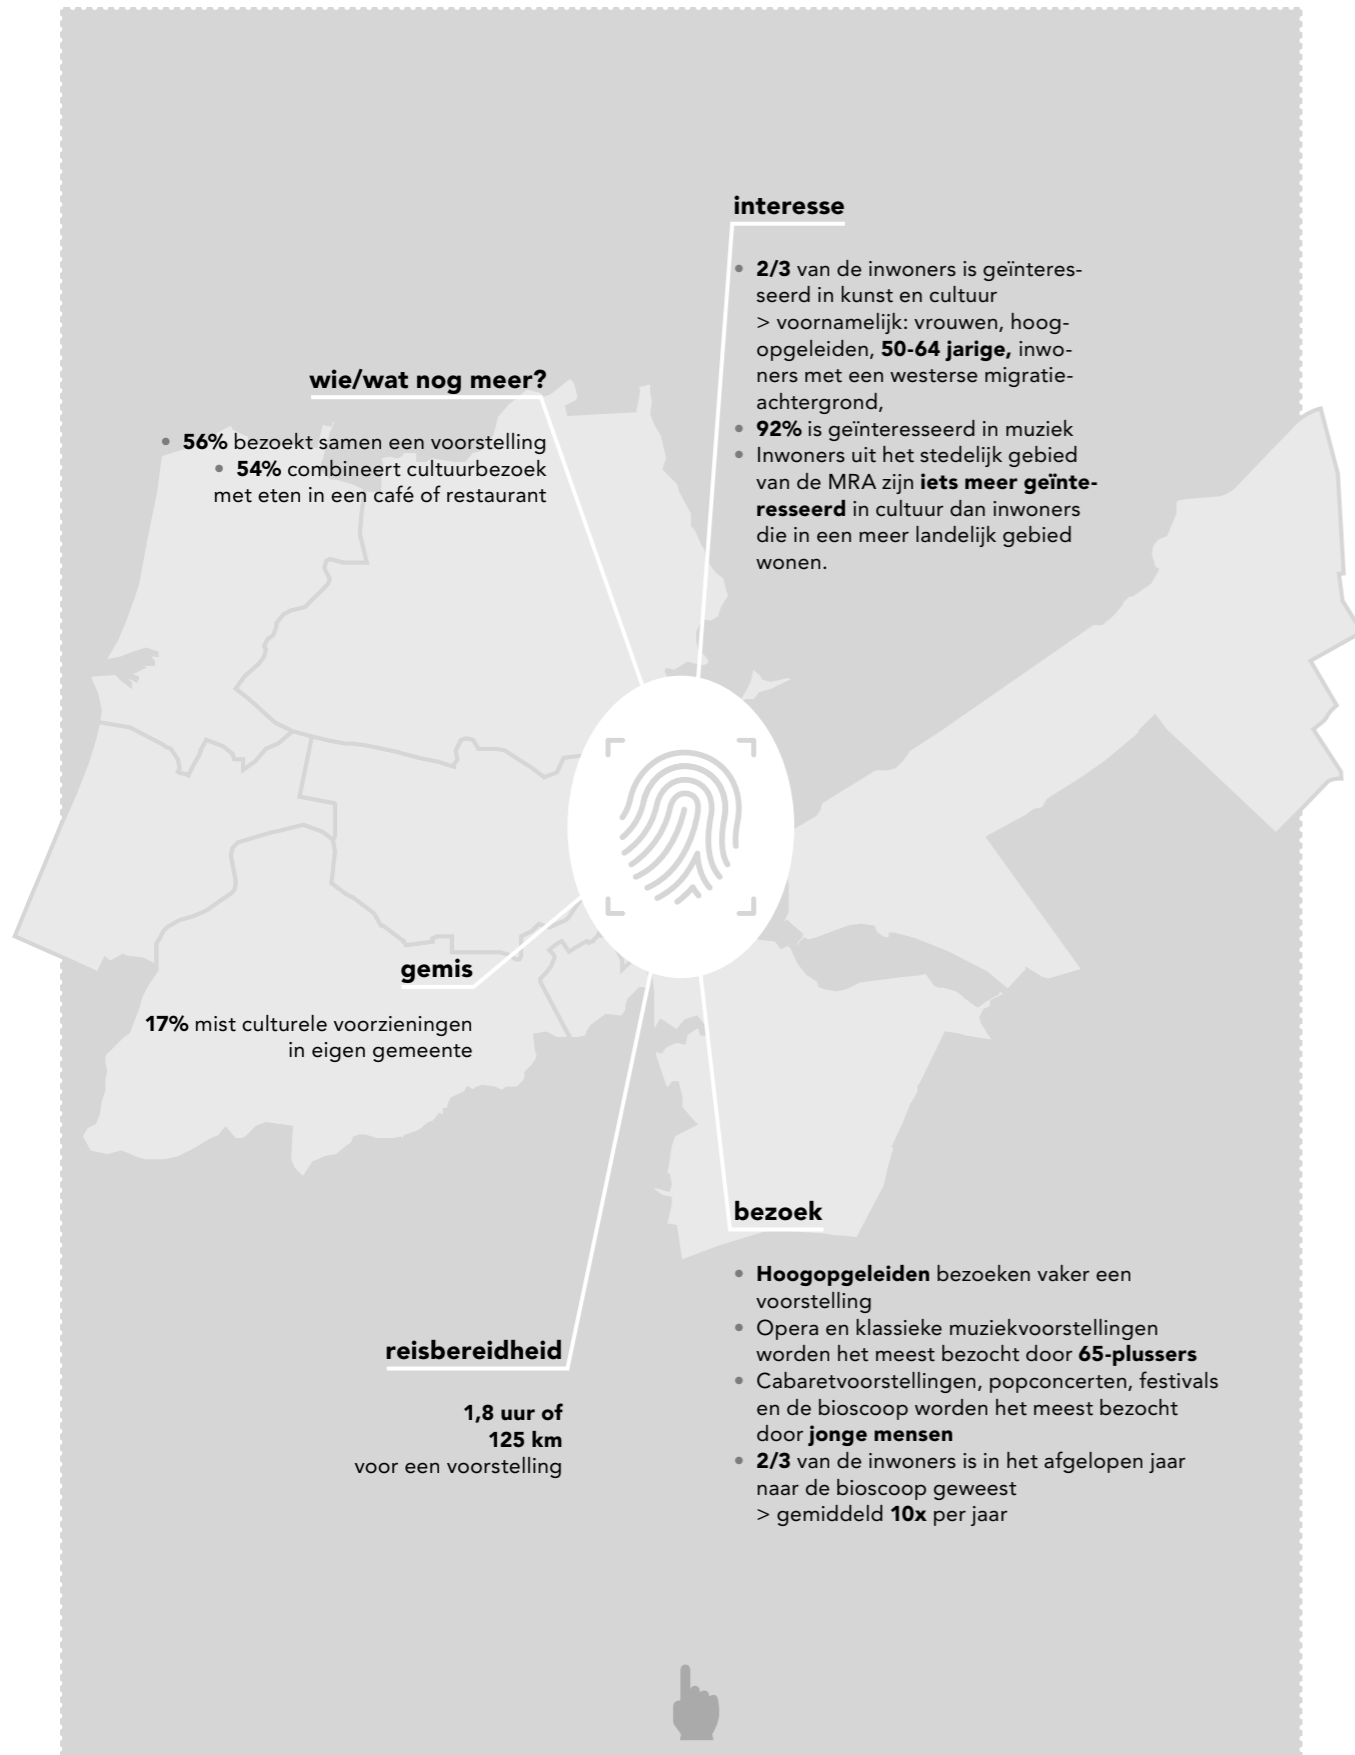 interesse
• 2/3 van de inwoners is geïnteres-
seerd in kunst en cultuur
> voornamelijk: vrouwen, hoog-
opgeleiden, 50-64 jarige, inwo-
ners met een westerse migratie-
achtergrond,
• 92% is geïnteresseerd in muziek
• Inwoners uit het stedelijk gebied
van de MRA zijn iets meer geïnte-
resseerd in cultuur dan inwoners
die in een meer landelijk gebied
wonen.
wie/wat nog meer?
• 56% bezoekt samen een voorstelling
• 54% combineert cultuurbezoek
met eten in een café of restaurant
gemis
17% mist culturele voorzieningen
in eigen gemeente
reisbereidheid
1,8 uur of
125 km
voor een voorstelling
bezoek
• Hoogopgeleiden bezoeken vaker een
voorstelling
• Opera en klassieke muziekvoorstellingen
worden het meest bezocht door 65-plussers
• Cabaretvoorstellingen, popconcerten, festivals
en de bioscoop worden het meest bezocht
door jonge mensen
• 2/3 van de inwoners is in het afgelopen jaar
naar de bioscoop geweest
> gemiddeld 10x per jaar